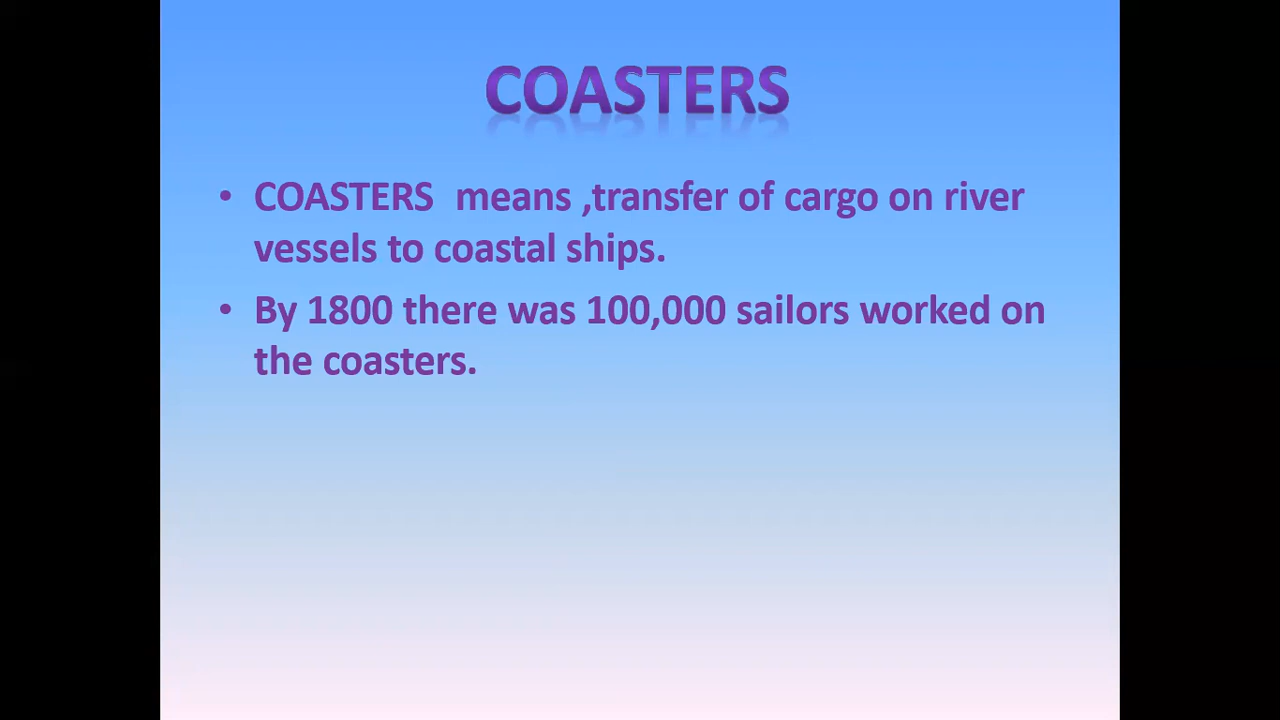 COASTERS
• COASTERS means ,transfer of cargo on river
vessels to coastal ships.
• By 1800 there was 100,000 sailors worked on
the coasters.